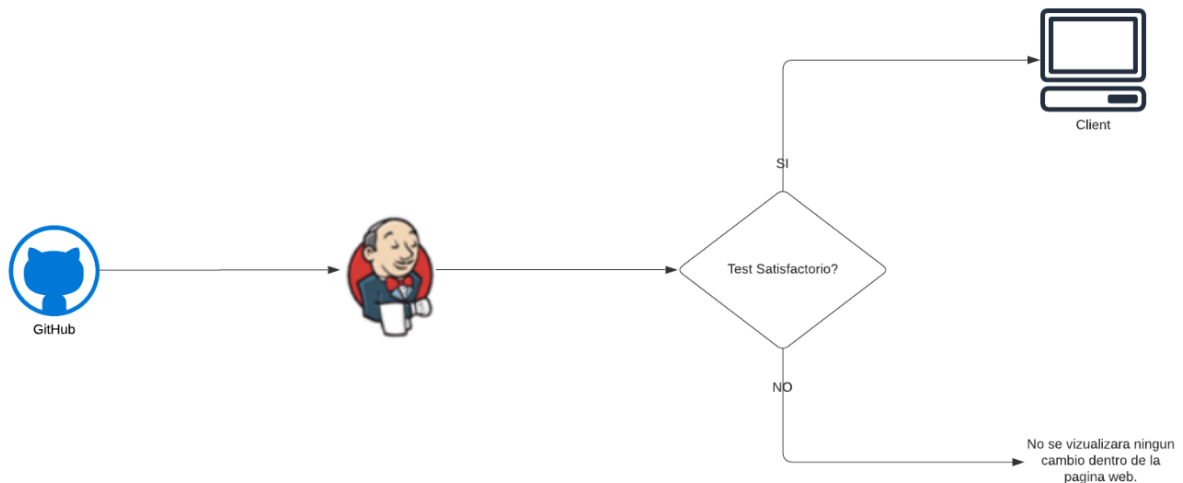 Client
SI
GitHub
Test Satisfactorio?
NO
No se vizualizara ningun
cambio dentro de la
pagina web.